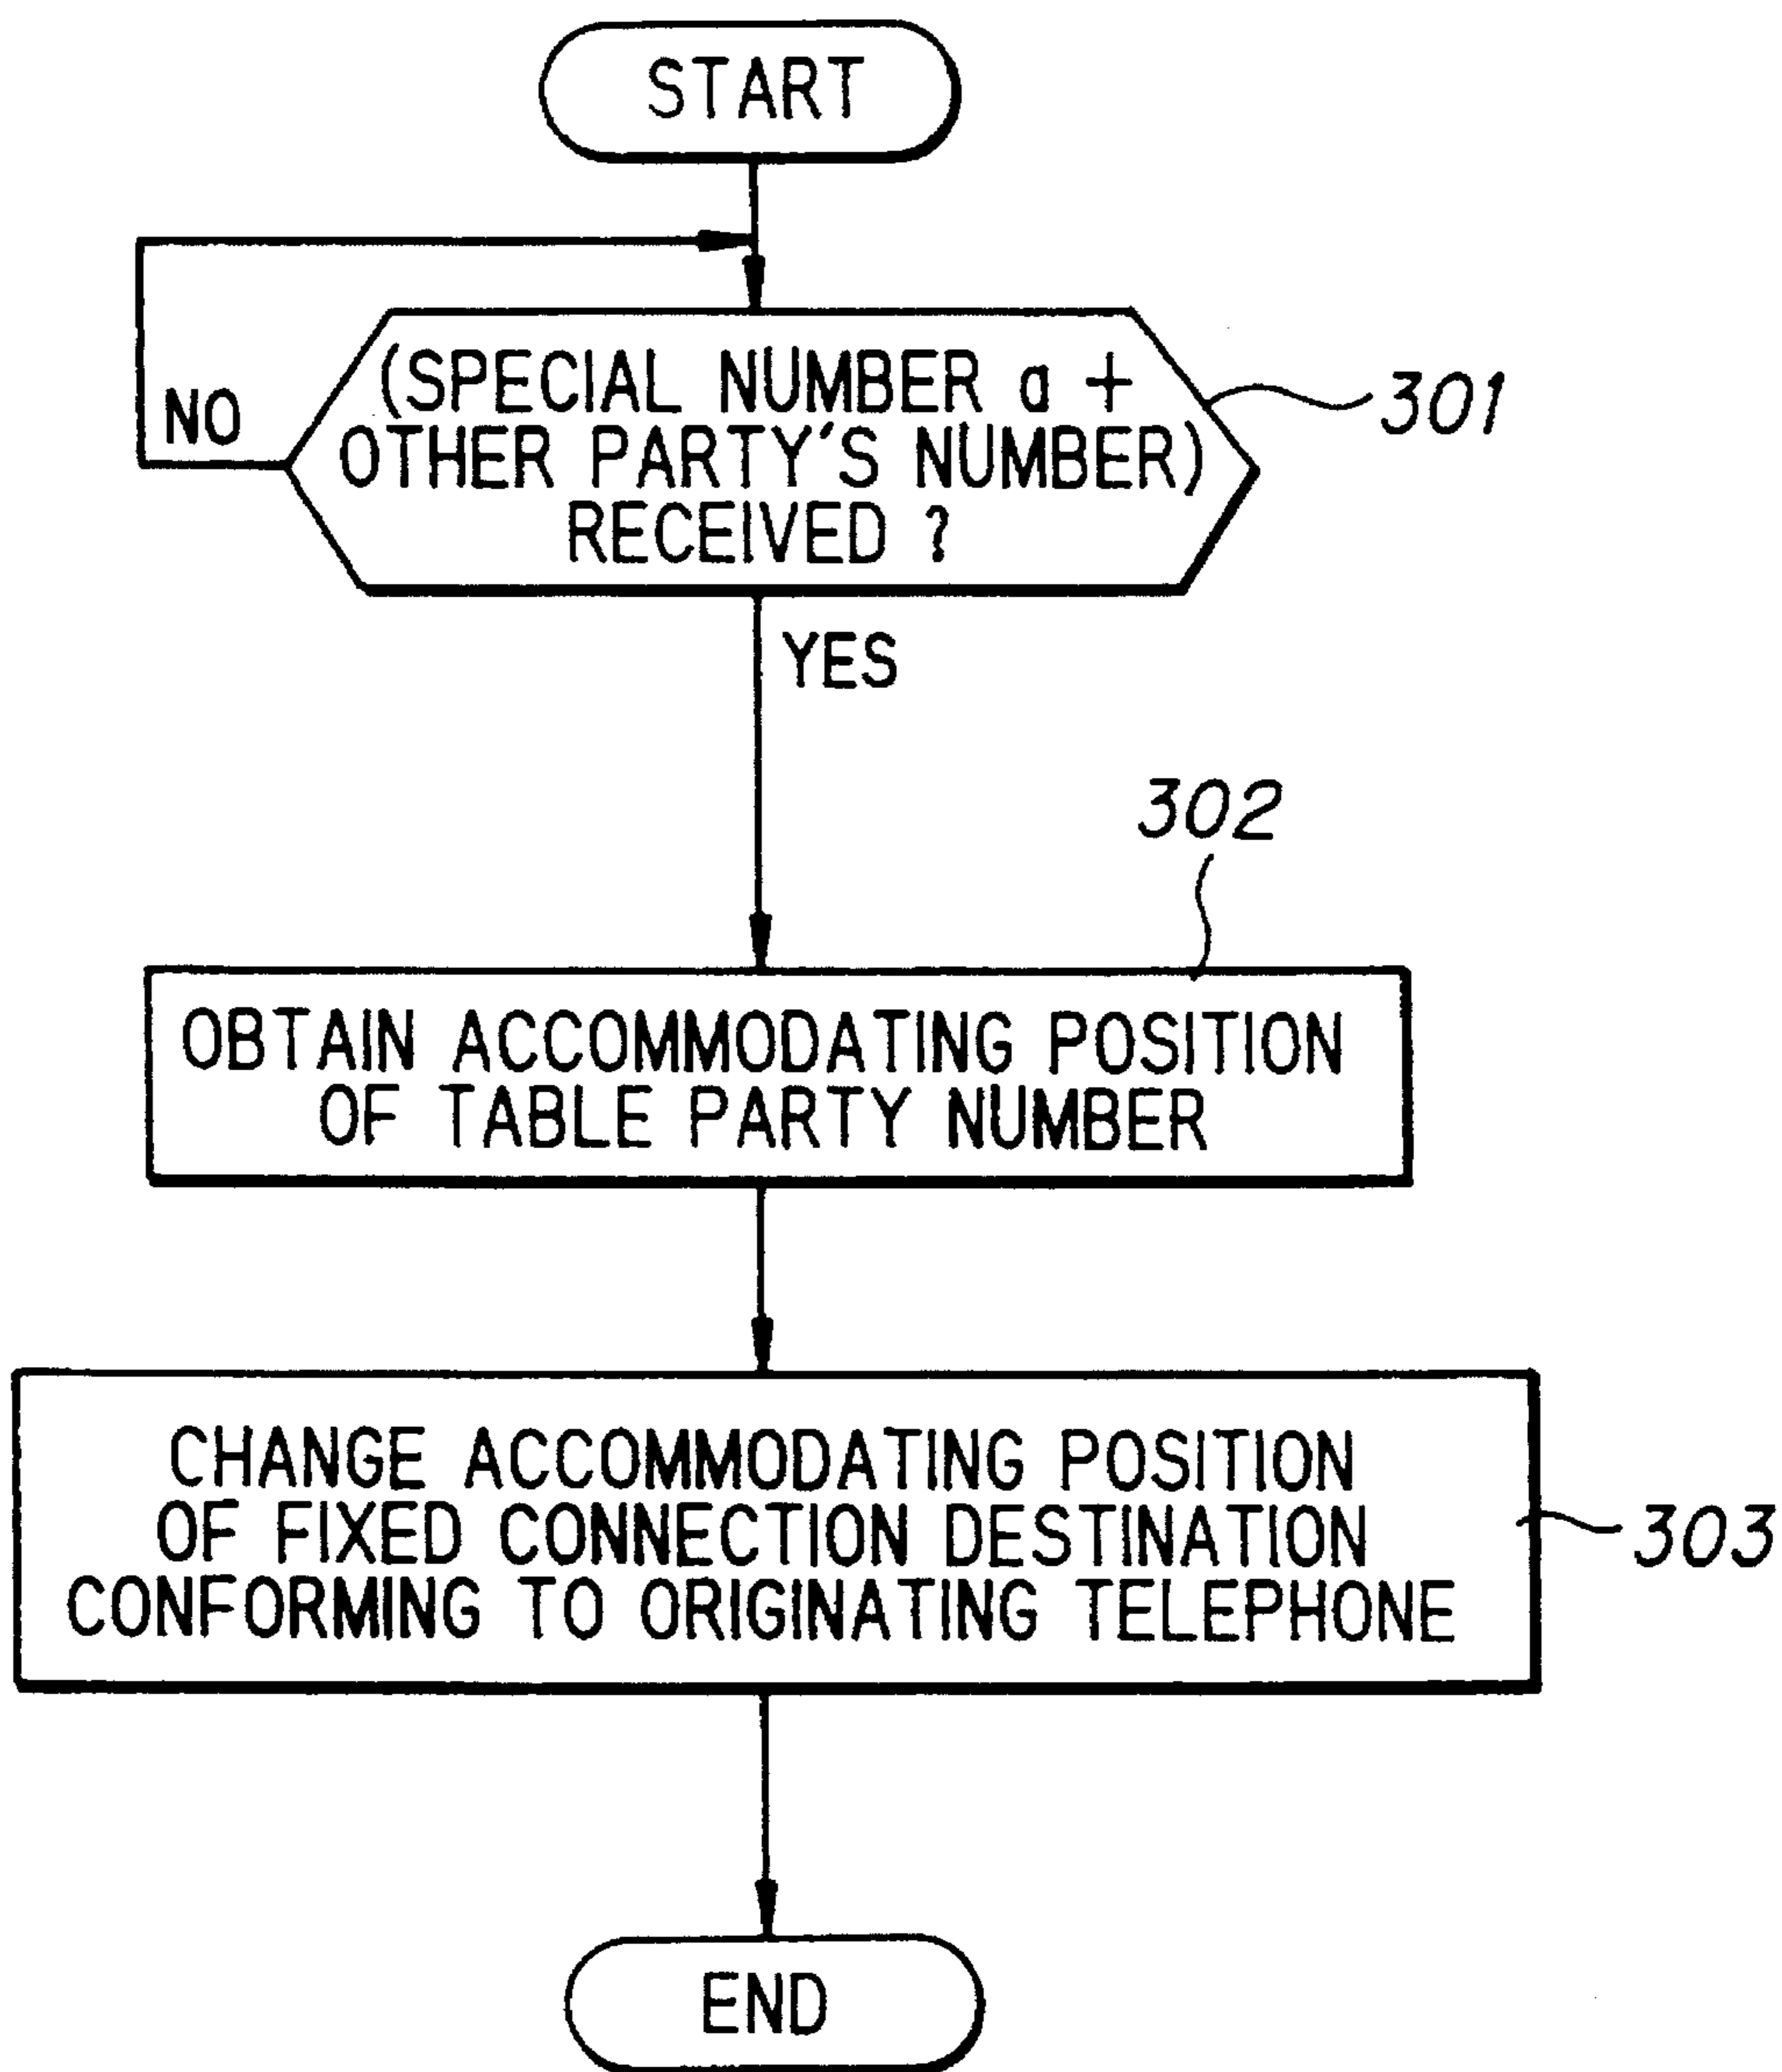 START
(SPECIAL NUMBER a +
OTHER PARTY'S NUMBER)
RECEIVED ?
301
NO
YES
302
OBTAIN ACCOMMODATING POSITION
OF TABLE PARTY NUMBER
CHANGE ACCOMMODATING POSITION
OF FIXED CONNECTION DESTINATION
CONFORMING TO ORIGINATING TELEPHONE
303
END